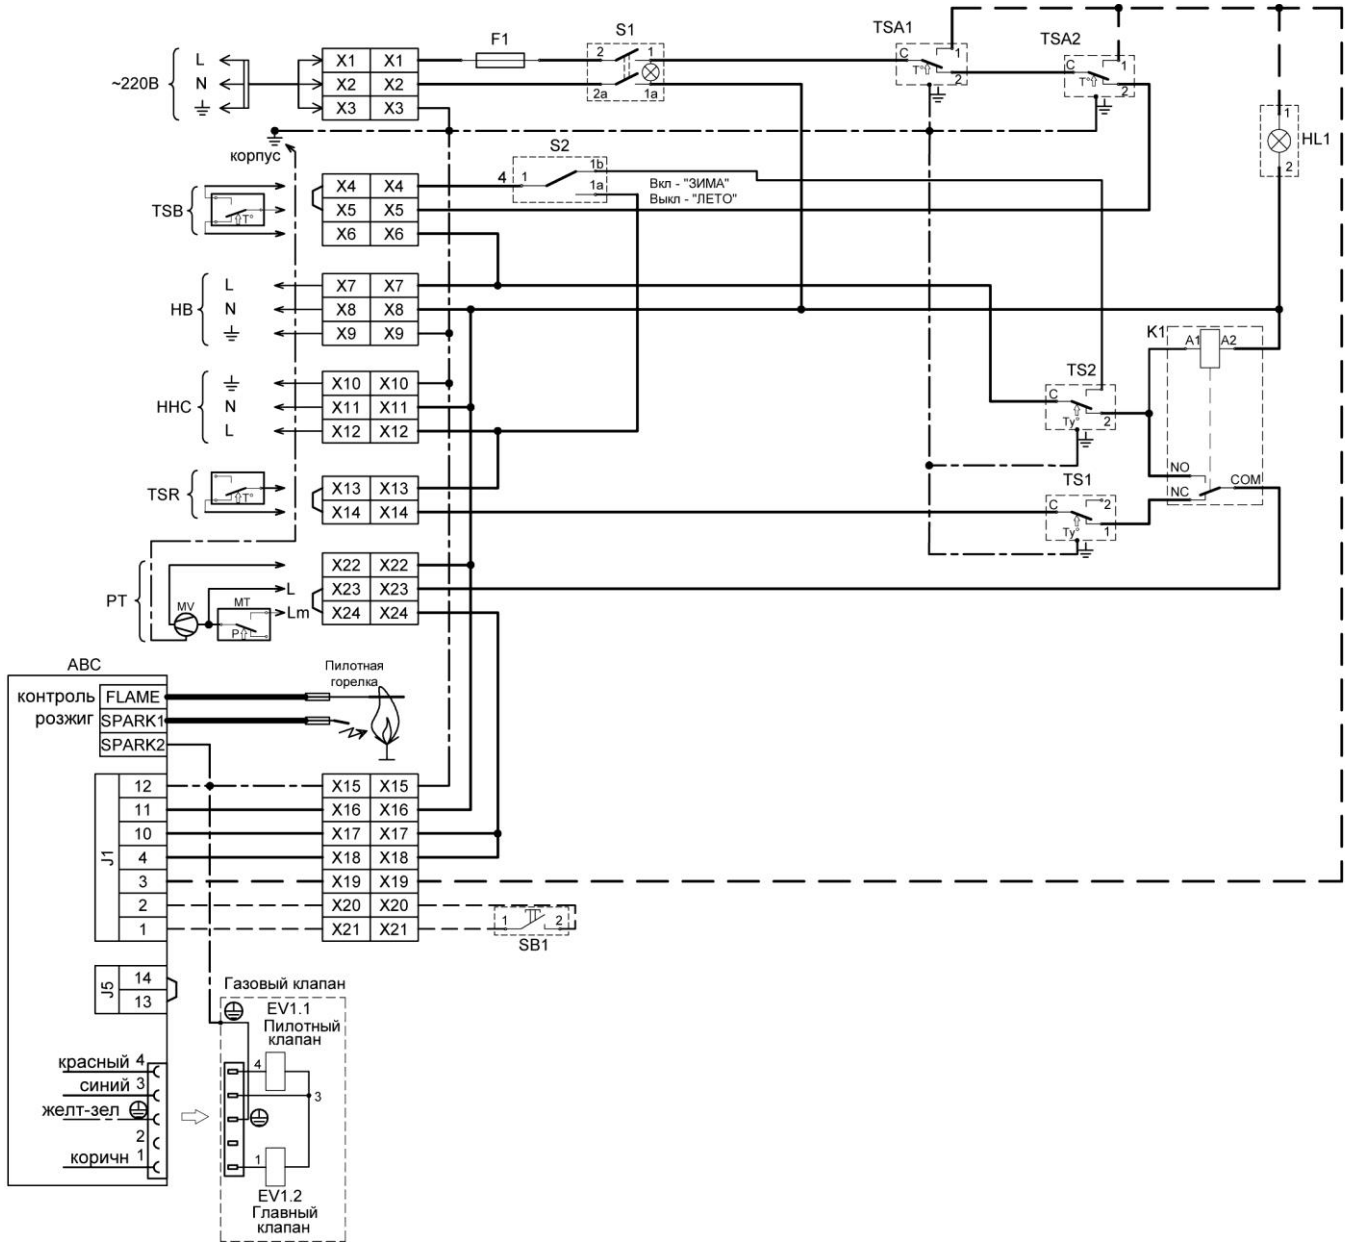 ~220В
L
N
X1 X1
X2 X2
X3 X3
F1
S1
2 1
2a 1a
TSA1
C 1
T° 2
TSA2
C 1
T° 2
HL1
1
2
корпус
S2
4 1 1b
1a
Вкл - "ЗИМА"
Выкл - "ЛЕТО"
TSB
T°
X4 X4
X5 X5
X6 X6
HB
L
N
X7 X7
X8 X8
X9 X9
HHC
N
L
X10 X10
X11 X11
X12 X12
K1
A1 A2
NO
NC
COM
TS2
C
Ty° 2
TS1
C 2
Ty° 1
TSR
T°
X13 X13
X14 X14
PT
MV
MT
P
L
Lm
X22 X22
X23 X23
X24 X24
ABC
контроль FLAME
розжиг SPARK1
SPARK2
Пилотная
горелка
J1
12 X15 X15
11 X16 X16
10 X17 X17
4 X18 X18
3 X19 X19
2 X20 X20
1 X21 X21
1 2
SB1
J5
14
13
Газовый клапан
EV1.1
Пилотный
клапан
4
3
1
EV1.2
Главный
клапан
красный 4
синий 3
желт-зел
2
коричн 1